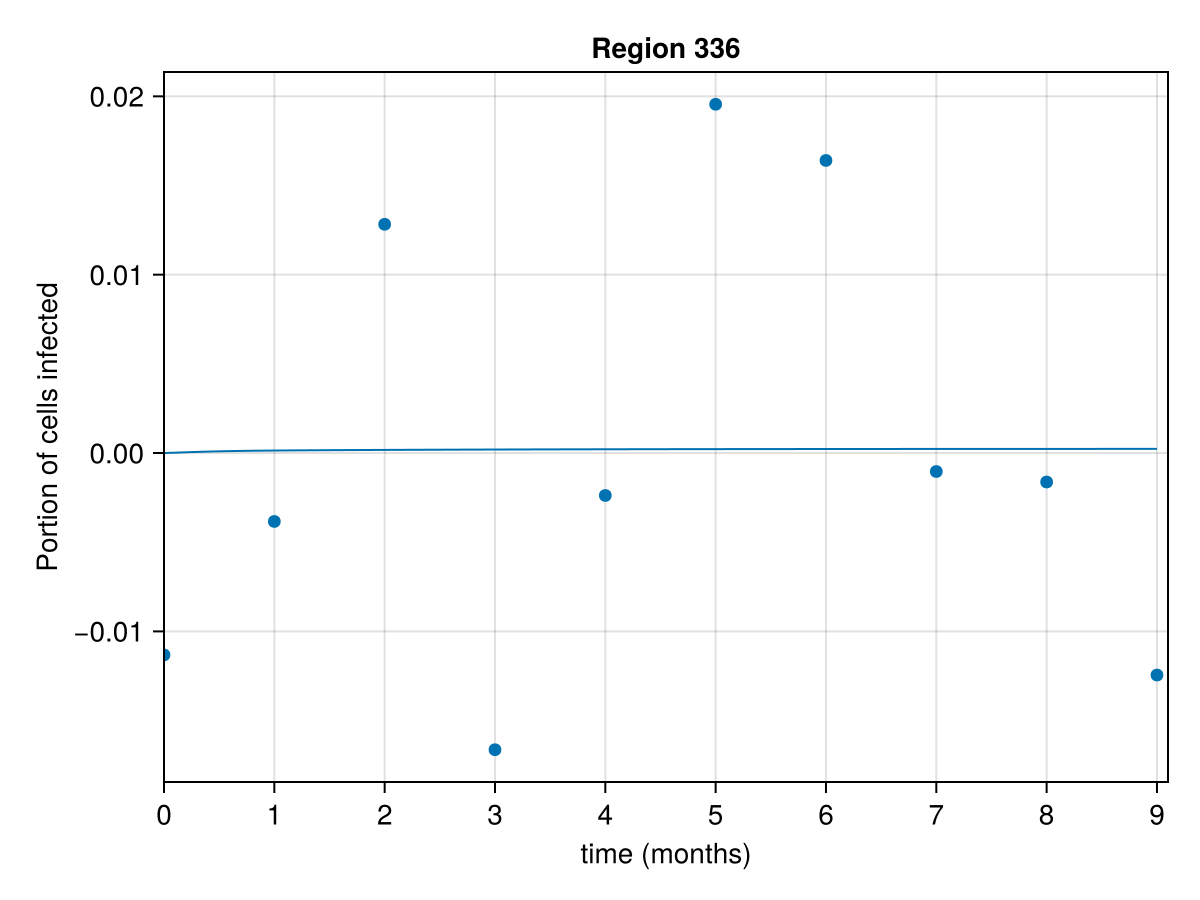 Region 336
0.02
0.01
0.00
−0.01
Portion of cells infected
0 1 2 3 4 5 6 7 8 9
time (months)